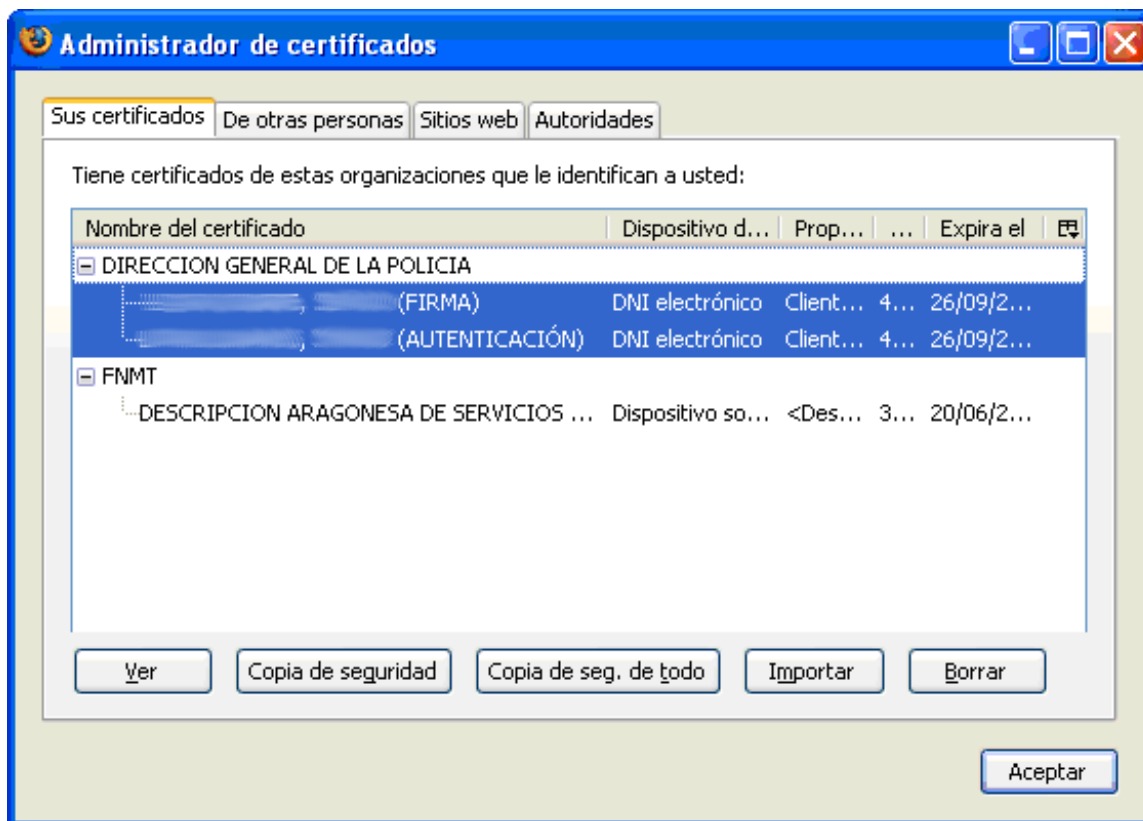 Administrador de certificados
Sus certificados De otras personas Sitios web Autoridades
Tiene certificados de estas organizaciones que le identifican a usted:
Nombre del certificado Dispositivo d... Prop... ... Expira el
DIRECCION GENERAL DE LA POLICIA
, (FIRMA) DNI electrónico Client... 4... 26/09/2...
, (AUTENTICACIÓN) DNI electrónico Client... 4... 26/09/2...
FNMT
DESCRIPCION ARAGONESA DE SERVICIOS ... Dispositivo so... <Des... 3... 20/06/2...
Ver Copia de seguridad Copia de seg. de todo Importar Borrar
Aceptar